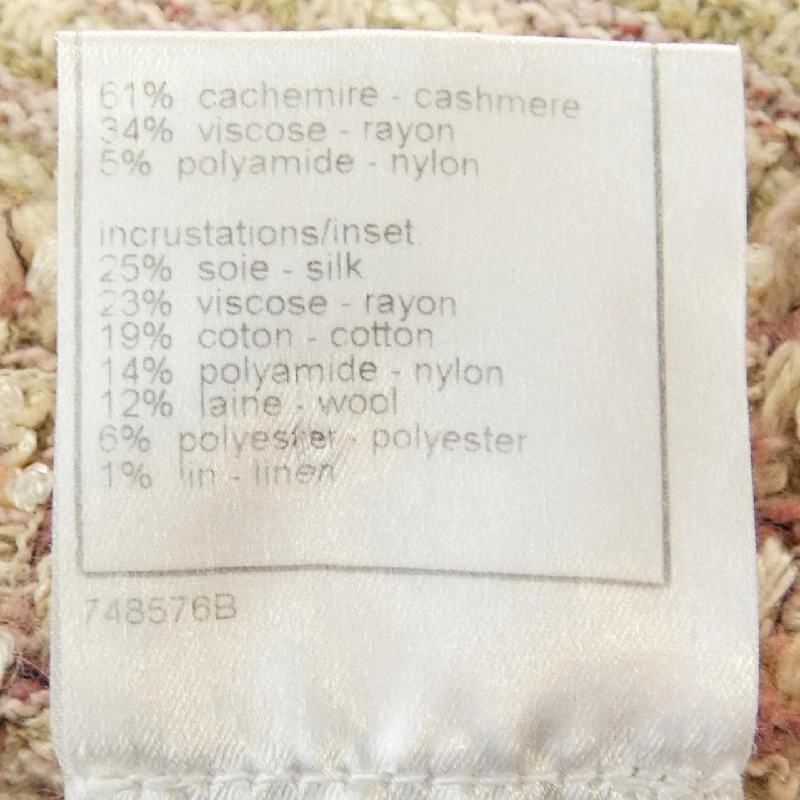 61% cachemire - cashmere
34% viscose - rayon
5% polyamide - nylon
incrustations/inset
25% soie - silk
23% viscose - rayon
19% coton - cotton
14% polyamide - nylon
12% laine - wool
6% polyester - polyester
1% lin - linen
748576B